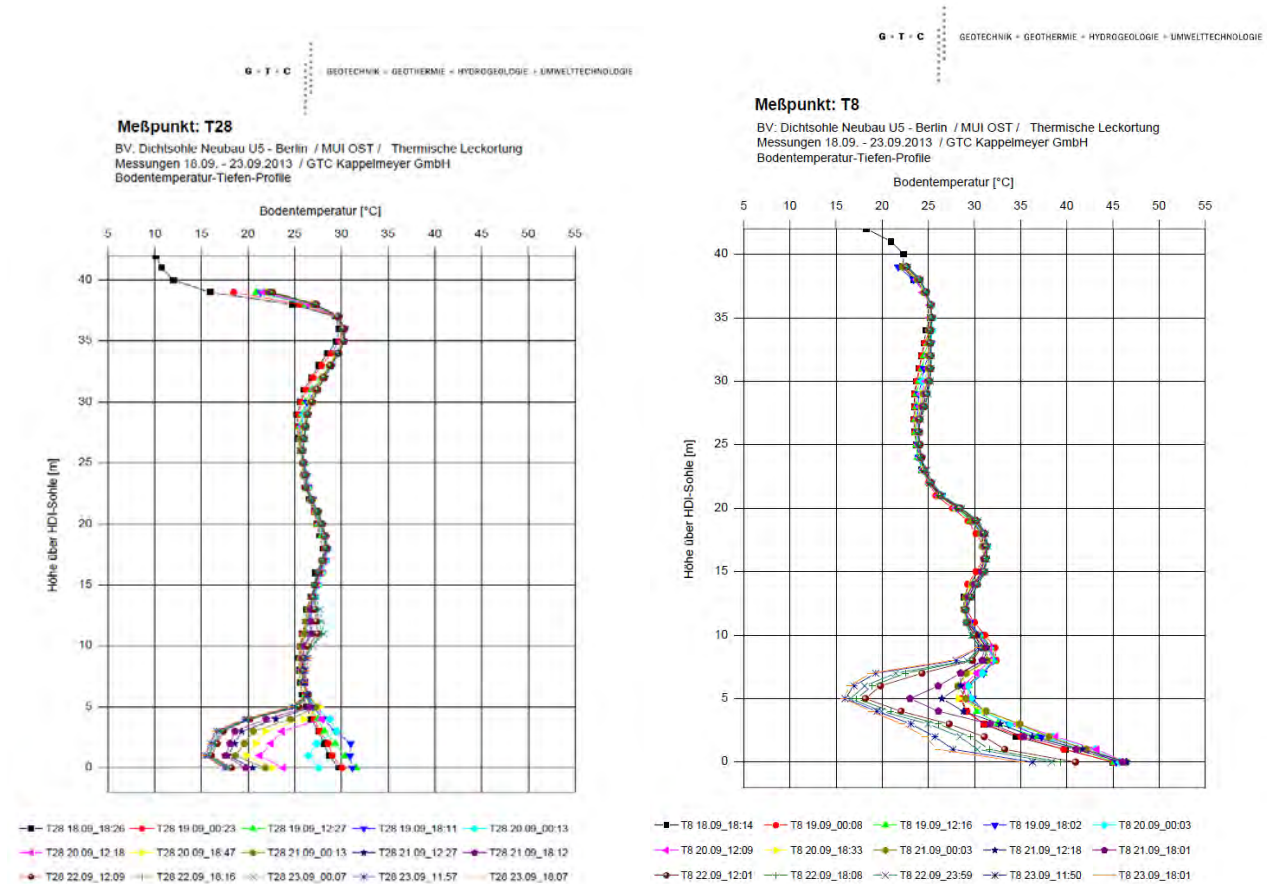 G · T · C GEOTECHNIK + GEOTHERMIE + HYDROGEOLOGIE + UMWELTTECHNOLOGIE
Meßpunkt: T28
BV: Dichtsohle Neubau U5 - Berlin / MUI OST / Thermische Leckortung
Messungen 18.09. - 23.09.2013 / GTC Kappelmeyer GmbH
Bodentemperatur-Tiefen-Profile
Bodentemperatur [°C]
5 10 15 20 25 30 35 40 45 50 55
40
35
30
25
20
15
10
5
0
Höhe über HDI-Sohle [m]
T28 18.09_18:26 T28 19.09_00:23 T28 19.09_12:27 T28 19.09_18:11 T28 20.09_00:13
T28 20.09_12:18 T28 20.09_18:47 T28 21.09_00:13 T28 21.09_12:27 T28 21.09_18:12
T28 22.09_12:09 T28 22.09_18:16 T28 23.09_00:07 T28 23.09_11:57 T28 23.09_18:07
G · T · C GEOTECHNIK + GEOTHERMIE + HYDROGEOLOGIE + UMWELTTECHNOLOGIE
Meßpunkt: T8
BV: Dichtsohle Neubau U5 - Berlin / MUI OST / Thermische Leckortung
Messungen 18.09. - 23.09.2013 / GTC Kappelmeyer GmbH
Bodentemperatur-Tiefen-Profile
Bodentemperatur [°C]
5 10 15 20 25 30 35 40 45 50 55
40
35
30
25
20
15
10
5
0
Höhe über HDI-Sohle [m]
T8 18.09_18:14 T8 19.09_00:08 T8 19.09_12:16 T8 19.09_18:02 T8 20.09_00:03
T8 20.09_12:09 T8 20.09_18:33 T8 21.09_00:03 T8 21.09_12:18 T8 21.09_18:01
T8 22.09_12:01 T8 22.09_18:08 T8 22.09_23:59 T8 23.09_11:50 T8 23.09_18:01